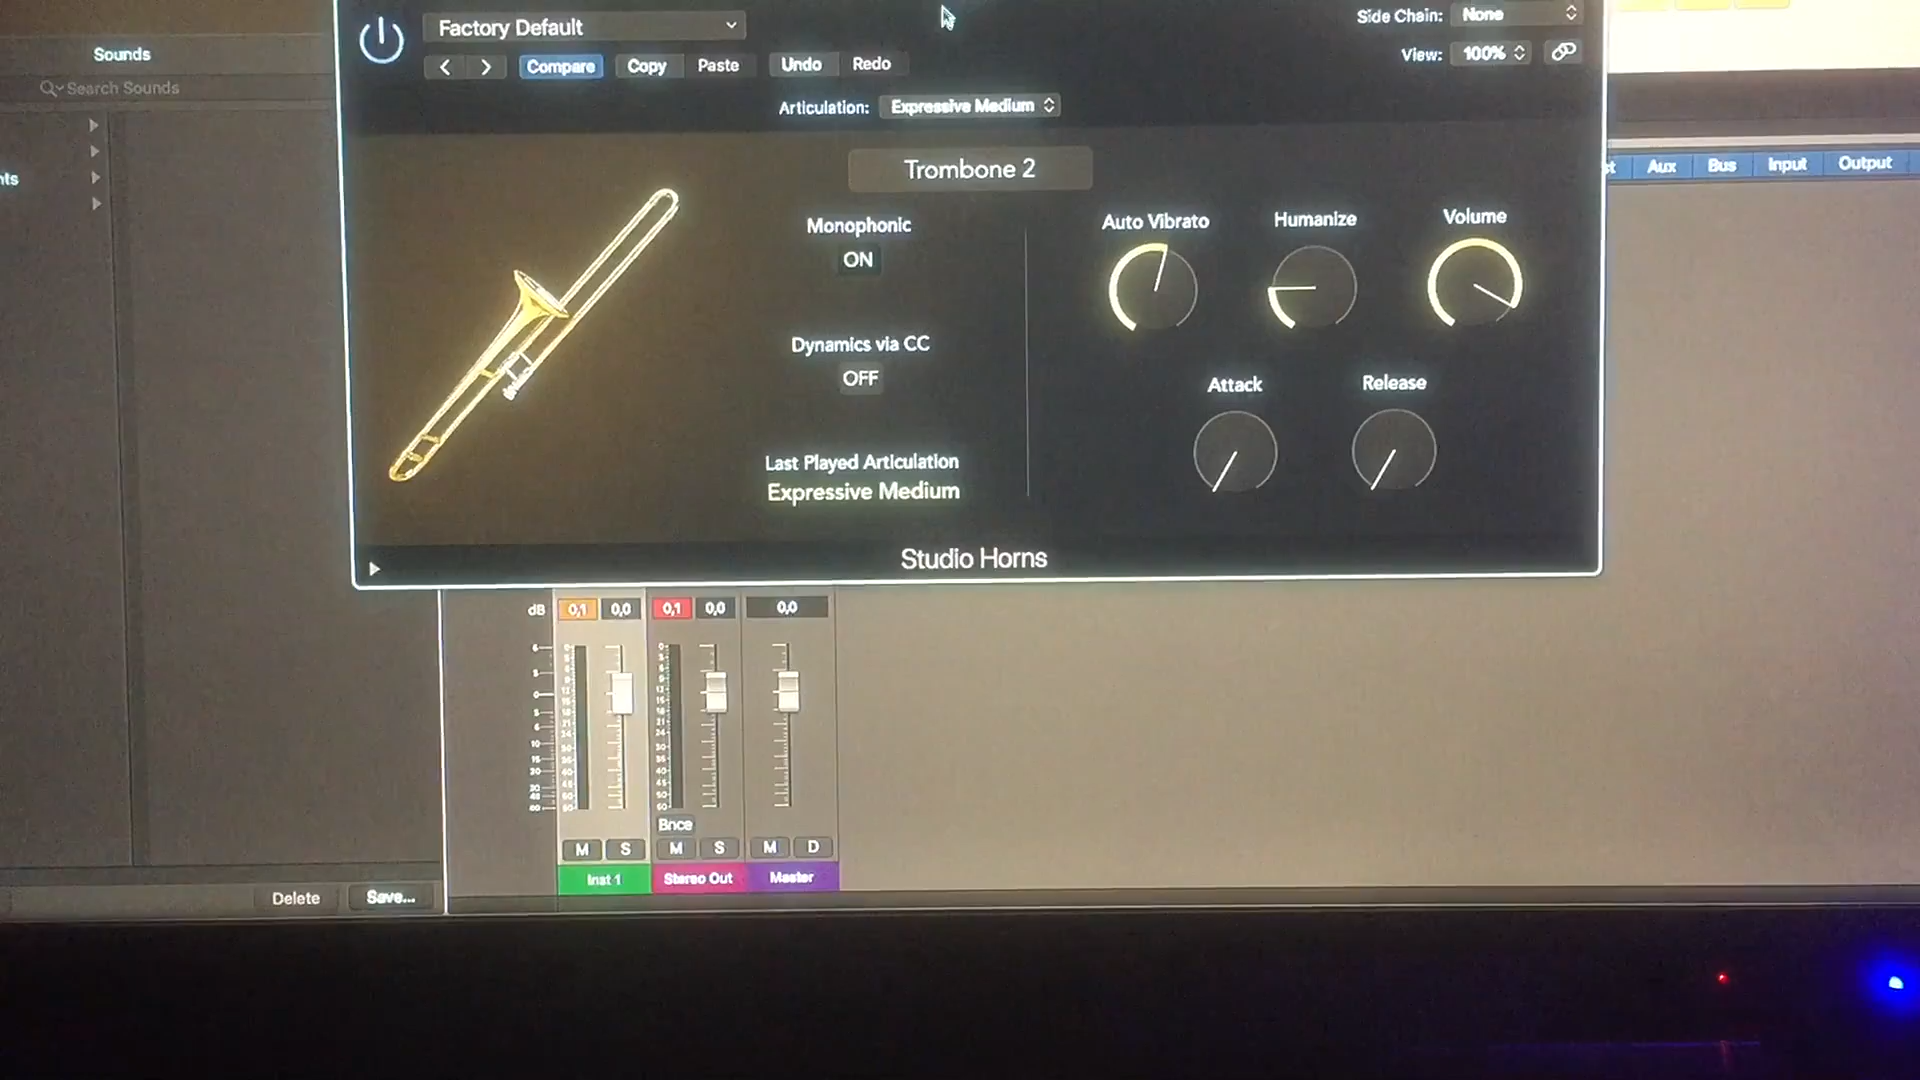 Factory Default
Side Chain: None
Sounds
Compare Copy Paste Undo Redo
View: 100%
Search Sounds
Articulation: Expressive Medium
Trombone 2
Aux Bus Input Output
nts
Monophonic
ON
Auto Vibrato Humanize Volume
Dynamics via CC
OFF
Attack Release
Last Played Articulation
Expressive Medium
Studio Horns
dB 0,1 0,0 0,1 0,0 0,0
Bnce
M S M S M D
Inst 1 Stereo Out Master
Delete Save...